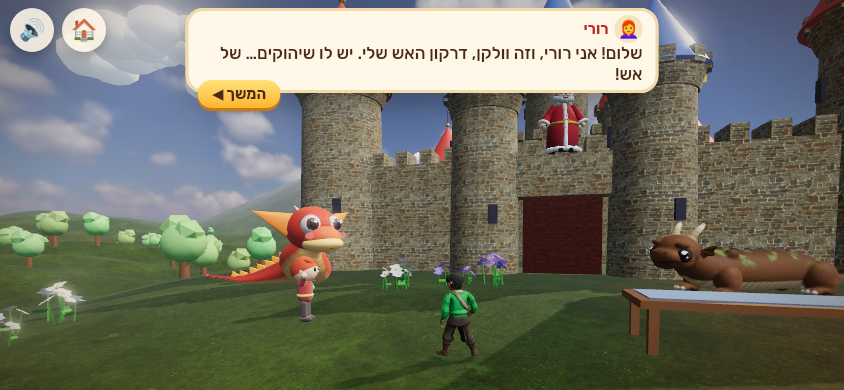 רורי
שלום! אני רורי, וזה וולקן, דרקון האש שלי. יש לו שיהוקים... של
אש!
המשך ◀